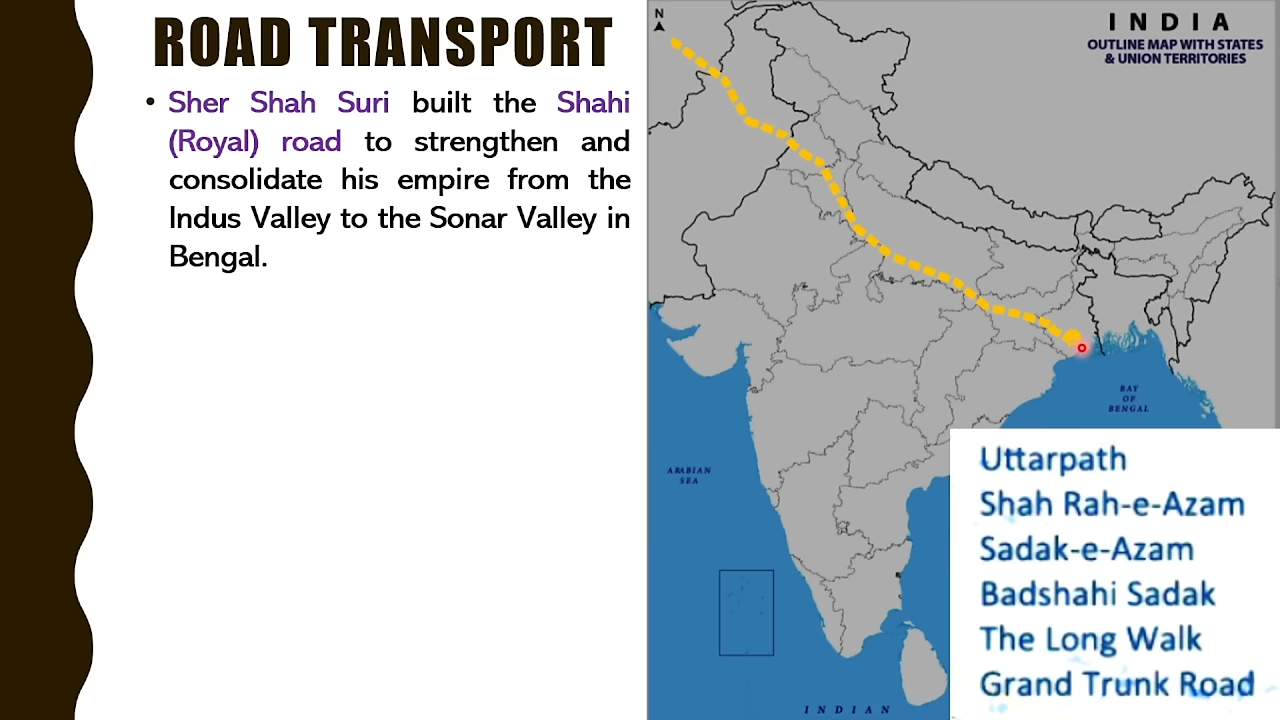 ROAD TRANSPORT
• Sher Shah Suri built the Shahi
(Royal) road to strengthen and
consolidate his empire from the
Indus Valley to the Sonar Valley in
Bengal.
N
INDIA
OUTLINE MAP WITH STATES
& UNION TERRITORIES
BAY
OF
BENGAL
ARABIAN
SEA
INDIAN
Uttarpath
Shah Rah-e-Azam
Sadak-e-Azam
Badshahi Sadak
The Long Walk
Grand Trunk Road